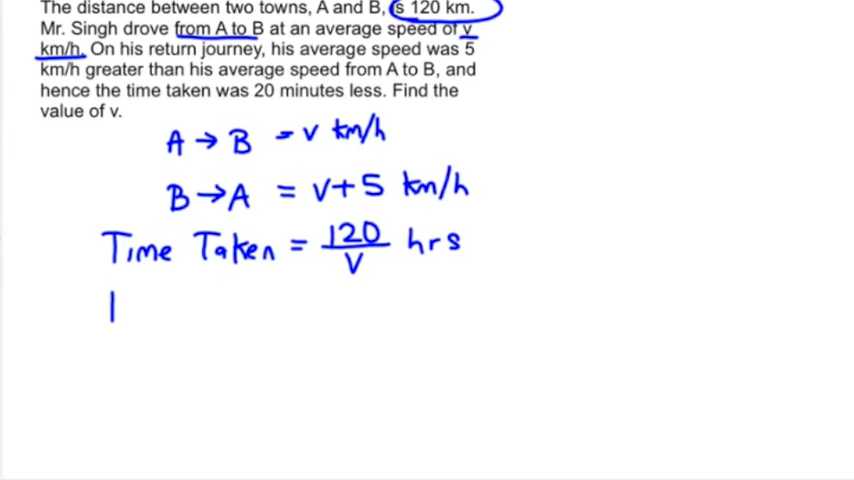 The distance between two towns, A and B, is 120 km.
Mr. Singh drove from A to B at an average speed of v
km/h. On his return journey, his average speed was 5
km/h greater than his average speed from A to B, and
hence the time taken was 20 minutes less. Find the
value of v.
A → B = v km/h
B → A = v+5 km/h
Time Taken = 120/v hrs